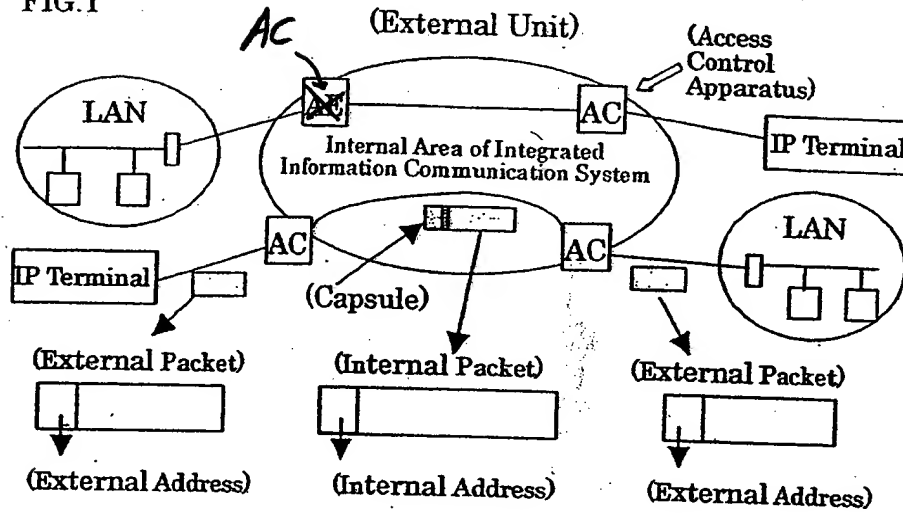 FIG.1
(External Unit)
AC
(Access
Control
Apparatus)
LAN
AE
AC
IP Terminal
Internal Area of Integrated
Information Communication System
AC
AC
LAN
IP Terminal
(Capsule)
(External Packet)
(Internal Packet)
(External Packet)
(External Address)
(Internal Address)
(External Address)